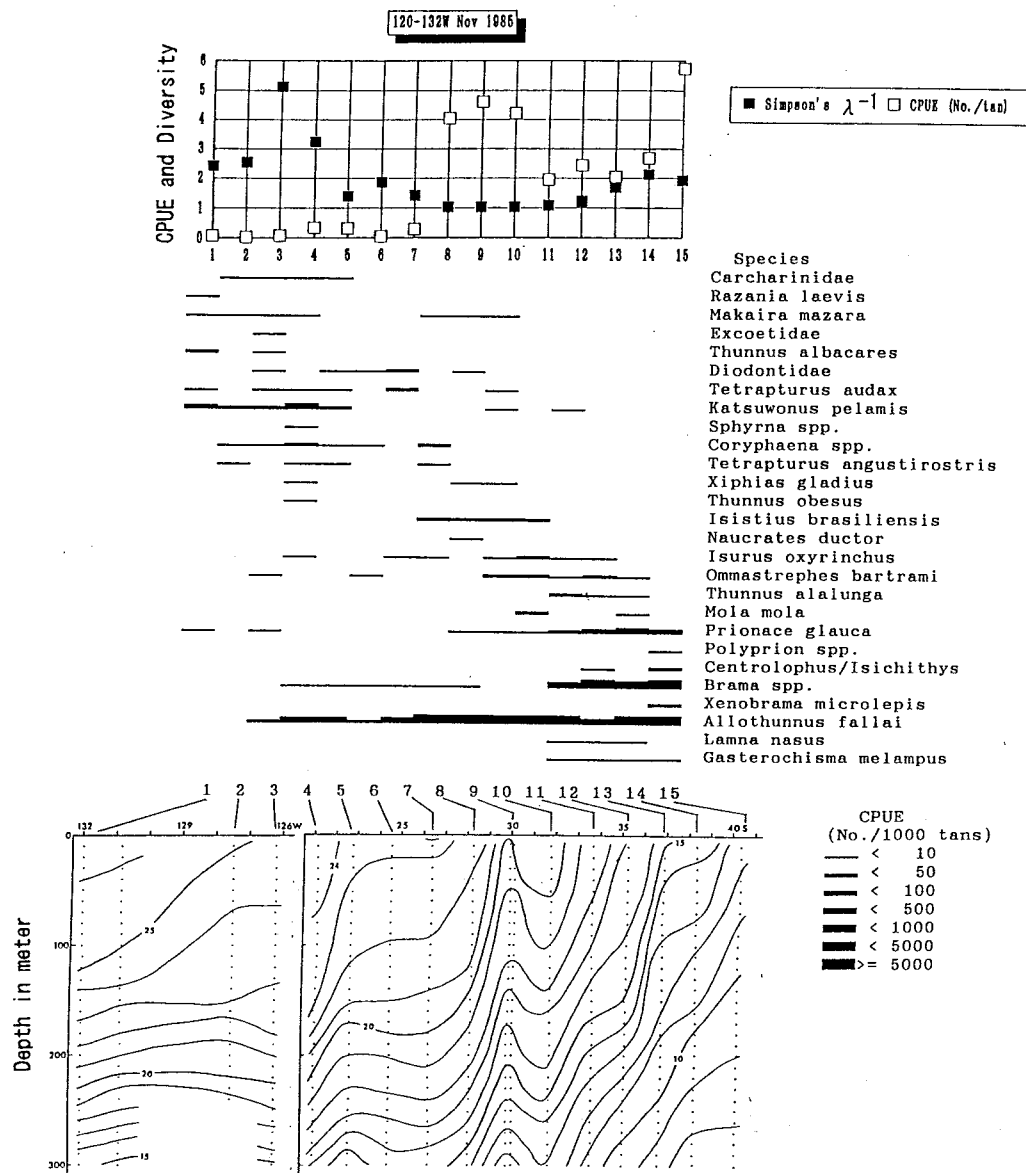 120-132W Nov 1985
CPUE and Diversity
6
5
4
3
2
1
0
1 2 3 4 5 6 7 8 9 10 11 12 13 14 15
■ Simpson's λ⁻¹ □ CPUE (No./tan)
Species
Carcharinidae
Razania laevis
Makaira mazara
Excoetidae
Thunnus albacares
Diodontidae
Tetrapturus audax
Katsuwonus pelamis
Sphyrna spp.
Coryphaena spp.
Tetrapturus angustirostris
Xiphias gladius
Thunnus obesus
Isistius brasiliensis
Naucrates ductor
Isurus oxyrinchus
Ommastrephes bartrami
Thunnus alalunga
Mola mola
Prionace glauca
Polyprion spp.
Centrolophus/Isichithys
Brama spp.
Xenobrama microlepis
Allothunnus fallai
Lamna nasus
Gasterochisma melampus
1 2 3 4 5 6 7 8 9 10 11 12 13 14 15
132 129 126W 25 30 35 40S
Depth in meter
0
100
200
300
25
20
15
24
20
15
10
CPUE
(No./1000 tans)
< 10
< 50
< 100
< 500
< 1000
< 5000
>= 5000